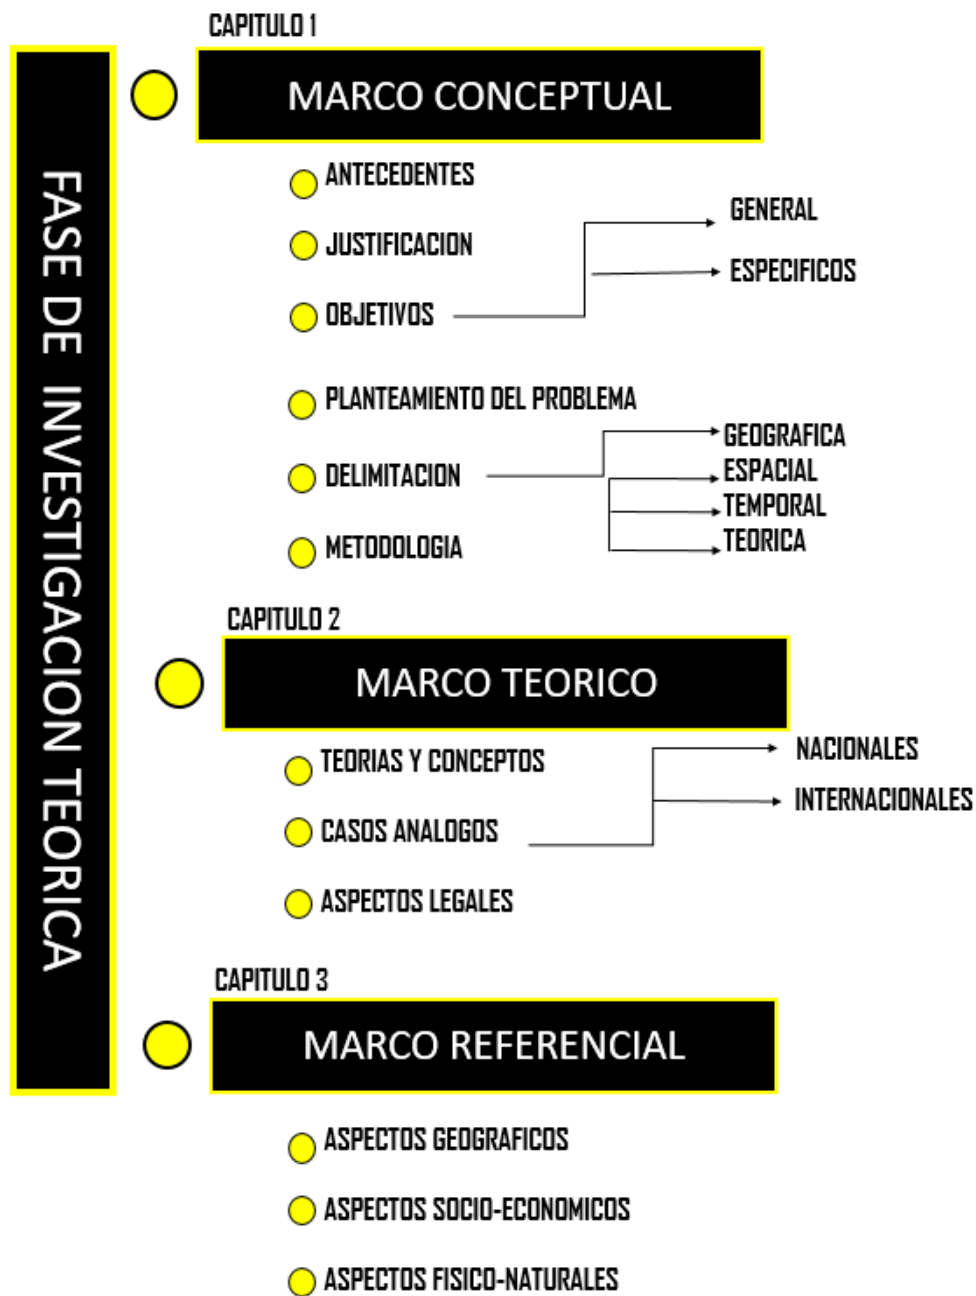 FASE DE INVESTIGACION TEORICA
CAPITULO 1
MARCO CONCEPTUAL
ANTECEDENTES
JUSTIFICACION
OBJETIVOS
GENERAL
ESPECIFICOS
PLANTEAMIENTO DEL PROBLEMA
DELIMITACION
GEOGRAFICA
ESPACIAL
TEMPORAL
TEORICA
METODOLOGIA
CAPITULO 2
MARCO TEORICO
TEORIAS Y CONCEPTOS
CASOS ANALOGOS
NACIONALES
INTERNACIONALES
ASPECTOS LEGALES
CAPITULO 3
MARCO REFERENCIAL
ASPECTOS GEOGRAFICOS
ASPECTOS SOCIO-ECONOMICOS
ASPECTOS FISICO-NATURALES